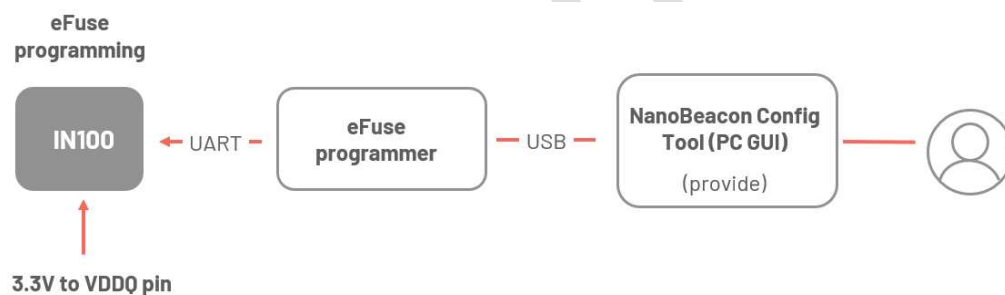 eFuse
programming
IN100
UART
eFuse
programmer
USB
NanoBeacon Config
Tool (PC GUI)
(provide)
3.3V to VDDQ pin